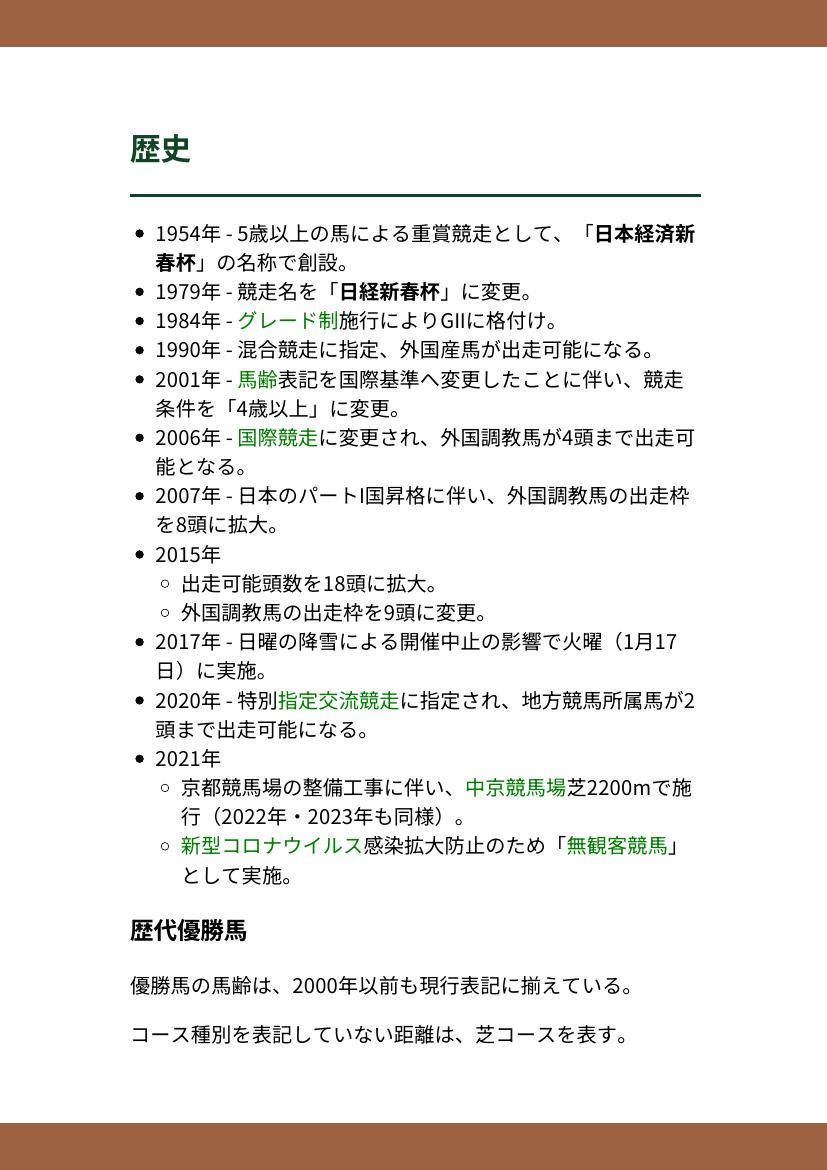 歴史
1954年 - 5歳以上の馬による重賞競走として、「日本経済新
春杯」の名称で創設。
1979年 - 競走名を「日経新春杯」に変更。
1984年 - グレード制施行によりGIIに格付け。
1990年 - 混合競走に指定、外国産馬が出走可能になる。
2001年 - 馬齢表記を国際基準へ変更したことに伴い、競走
条件を「4歳以上」に変更。
2006年 - 国際競走に変更され、外国調教馬が4頭まで出走可
能となる。
2007年 - 日本のパートI国昇格に伴い、外国調教馬の出走枠
を8頭に拡大。
2015年
出走可能頭数を18頭に拡大。
外国調教馬の出走枠を9頭に変更。
2017年 - 日曜の降雪による開催中止の影響で火曜（1月17
日）に実施。
2020年 - 特別指定交流競走に指定され、地方競馬所属馬が2
頭まで出走可能になる。
2021年
京都競馬場の整備工事に伴い、中京競馬場芝2200mで施
行（2022年・2023年も同様）。
新型コロナウイルス感染拡大防止のため「無観客競馬」
として実施。
歴代優勝馬
優勝馬の馬齢は、2000年以前も現行表記に揃えている。
コース種別を表記していない距離は、芝コースを表す。